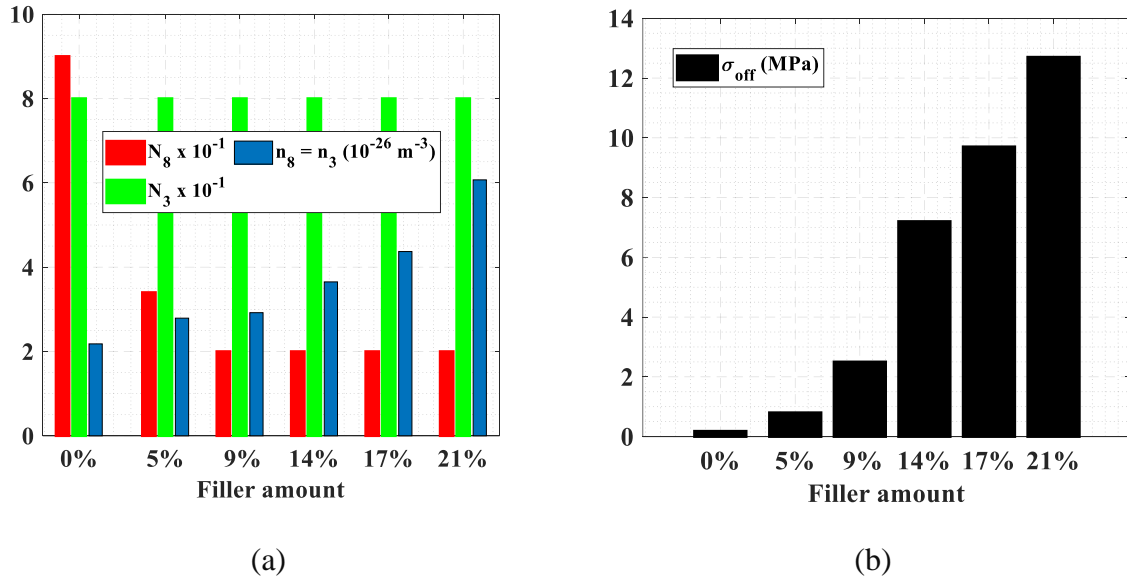 10
8
6
4
2
0
N₈ x 10⁻¹
n₈ = n₃ (10⁻²⁶ m⁻³)
N₃ x 10⁻¹
0% 5% 9% 14% 17% 21%
Filler amount
(a)
14
12
10
8
6
4
2
0
σ_off (MPa)
0% 5% 9% 14% 17% 21%
Filler amount
(b)